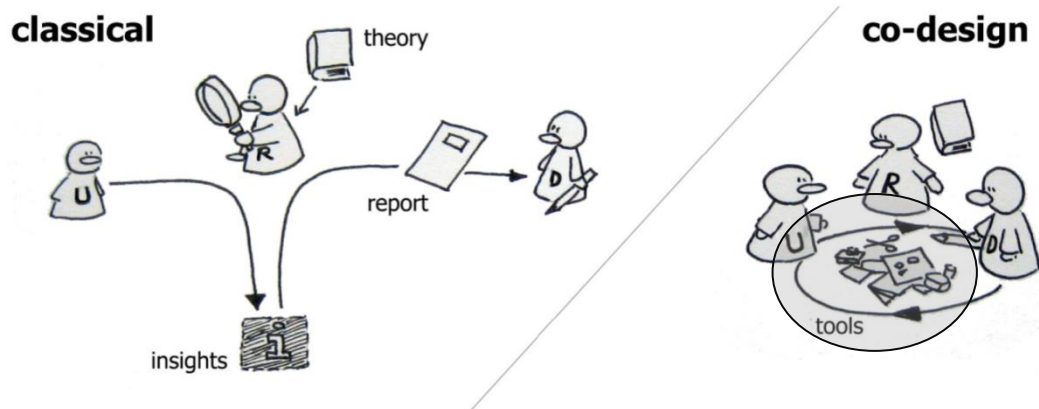 classical
theory
R
U
D
report
i
insights
co-design
R
U
D
tools